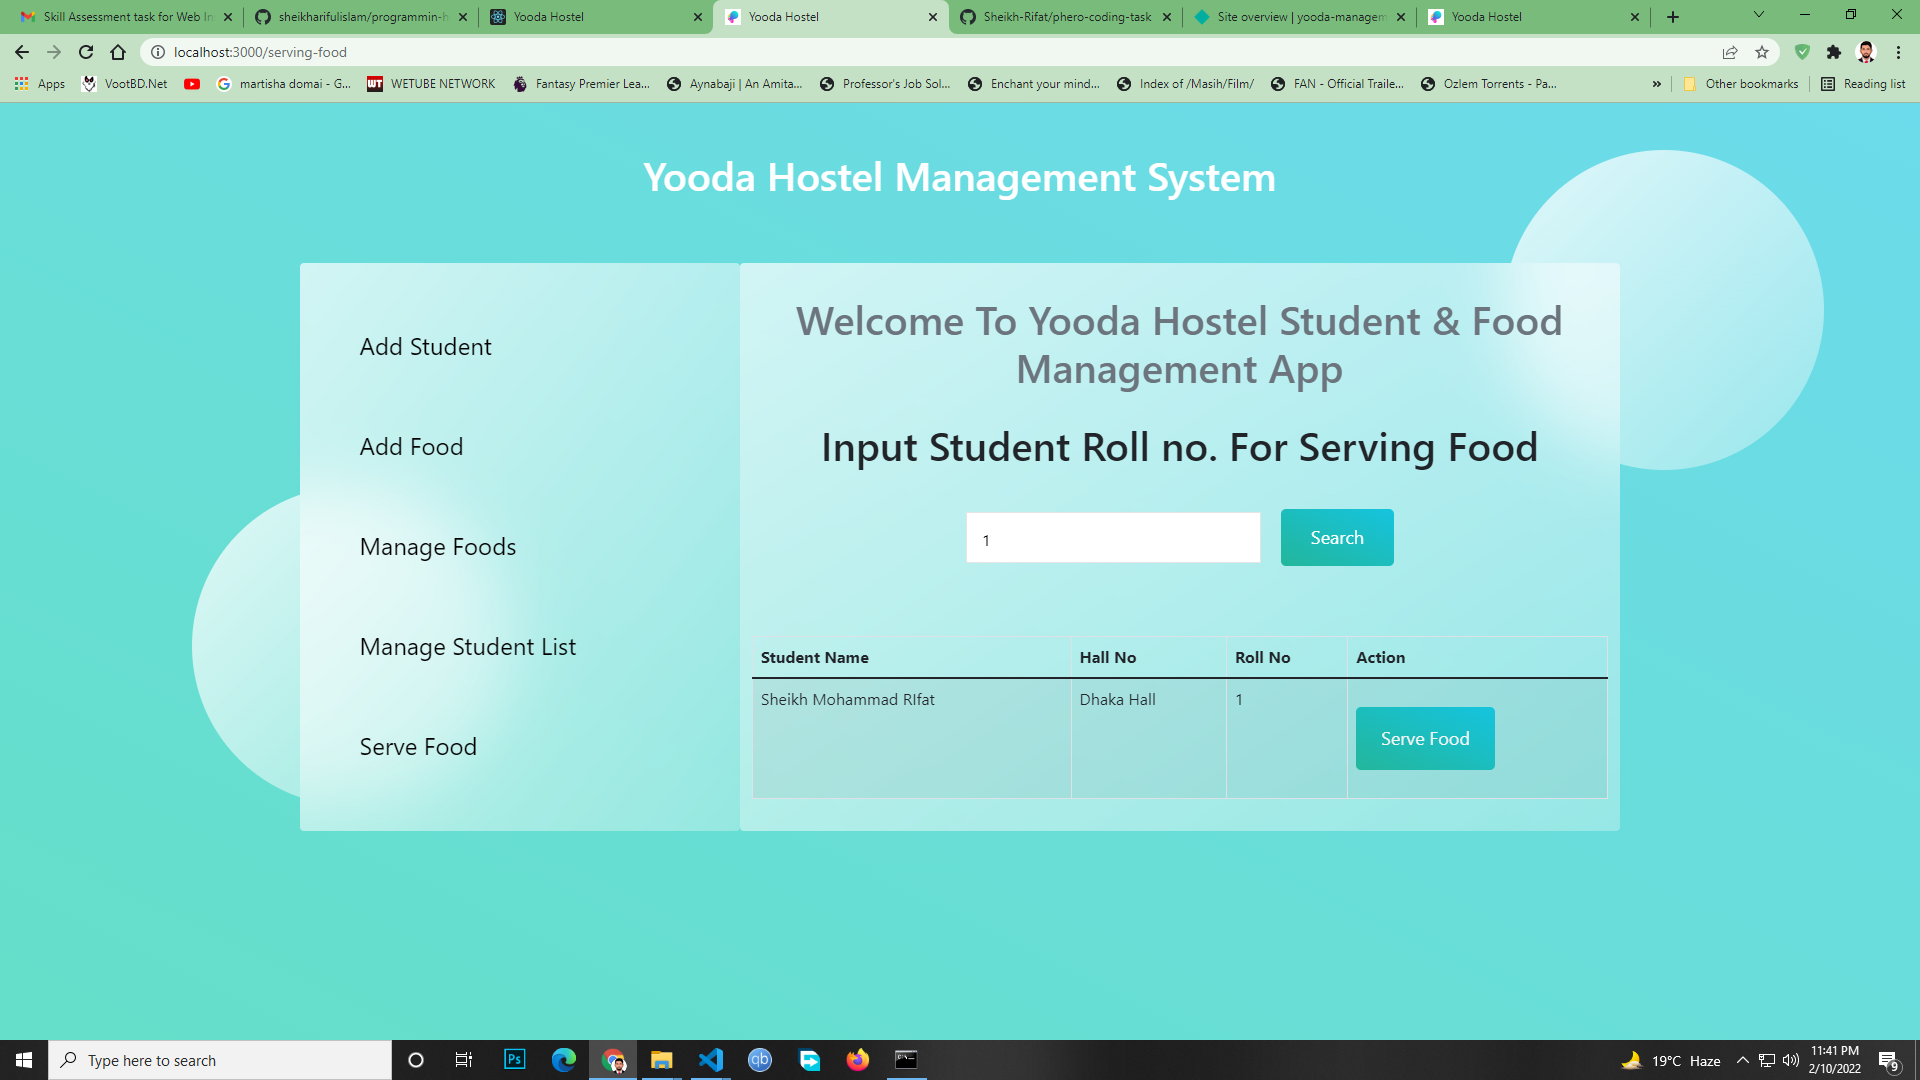 Skill Assessment task for Web In
sheikharifulislam/programmin-h
Yooda Hostel
Yooda Hostel
Sheikh-Rifat/phero-coding-task
Site overview | yooda-managem
Yooda Hostel
localhost:3000/serving-food
Apps
VootBD.Net
martisha domai - G...
WETUBE NETWORK
Fantasy Premier Lea...
Aynabaji | An Amita...
Professor's Job Sol...
Enchant your mind...
Index of /Masih/Film/
FAN - Official Traile...
Ozlem Torrents - Pa...
»
Other bookmarks
Reading list
Yooda Hostel Management System
Add Student
Add Food
Manage Foods
Manage Student List
Serve Food
Welcome To Yooda Hostel Student & Food
Management App
Input Student Roll no. For Serving Food
1
Search
Student Name
Hall No
Roll No
Action
Sheikh Mohammad RIfat
Dhaka Hall
1
Serve Food
Type here to search
Ps
qb
19°C Haze
11:41 PM
2/10/2022
9